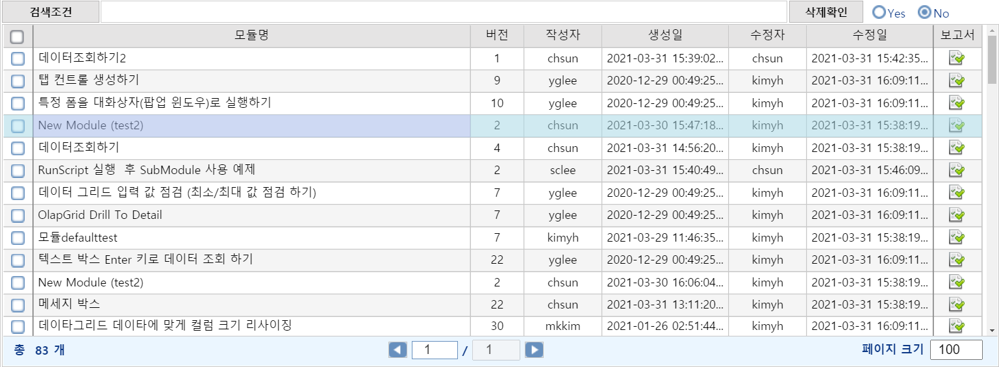 검색조건 삭제확인 Yes No
모듈명 버전 작성자 생성일 수정자 수정일 보고서
데이터조회하기2 1 chsun 2021-03-31 15:39:02... chsun 2021-03-31 15:42:35...
탭 컨트롤 생성하기 9 yglee 2020-12-29 00:49:25... kimyh 2021-03-31 16:09:11...
특정 폼을 대화상자(팝업 윈도우)로 실행하기 10 yglee 2020-12-29 00:49:25... kimyh 2021-03-31 16:09:11...
New Module (test2) 2 chsun 2021-03-30 15:47:18... kimyh 2021-03-31 15:38:19...
데이터조회하기 4 chsun 2021-03-31 14:56:20... kimyh 2021-03-31 15:38:19...
RunScript 실행  후 SubModule 사용 예제 2 sclee 2021-03-31 15:40:49... chsun 2021-03-31 15:46:09...
데이터 그리드 입력 값 점검 (최소/최대 값 점검 하기) 7 yglee 2020-12-29 00:49:25... kimyh 2021-03-31 16:09:11...
OlapGrid Drill To Detail 7 yglee 2020-12-29 00:49:25... kimyh 2021-03-31 16:09:11...
모듈defaulttest 7 kimyh 2021-03-29 11:46:35... kimyh 2021-03-31 15:38:19...
텍스트 박스 Enter 키로 데이터 조회 하기 22 yglee 2020-12-29 00:49:25... kimyh 2021-03-31 16:09:11...
New Module (test2) 2 chsun 2021-03-30 16:06:04... kimyh 2021-03-31 15:38:19...
메세지 박스 22 chsun 2021-03-31 13:11:20... kimyh 2021-03-31 15:38:19...
데이타그리드 데이타에 맞게 컬럼 크기 리사이징 30 mkkim 2021-01-26 02:51:44... kimyh 2021-03-31 16:09:11...
총 83 개 1 / 1 페이지 크기 100